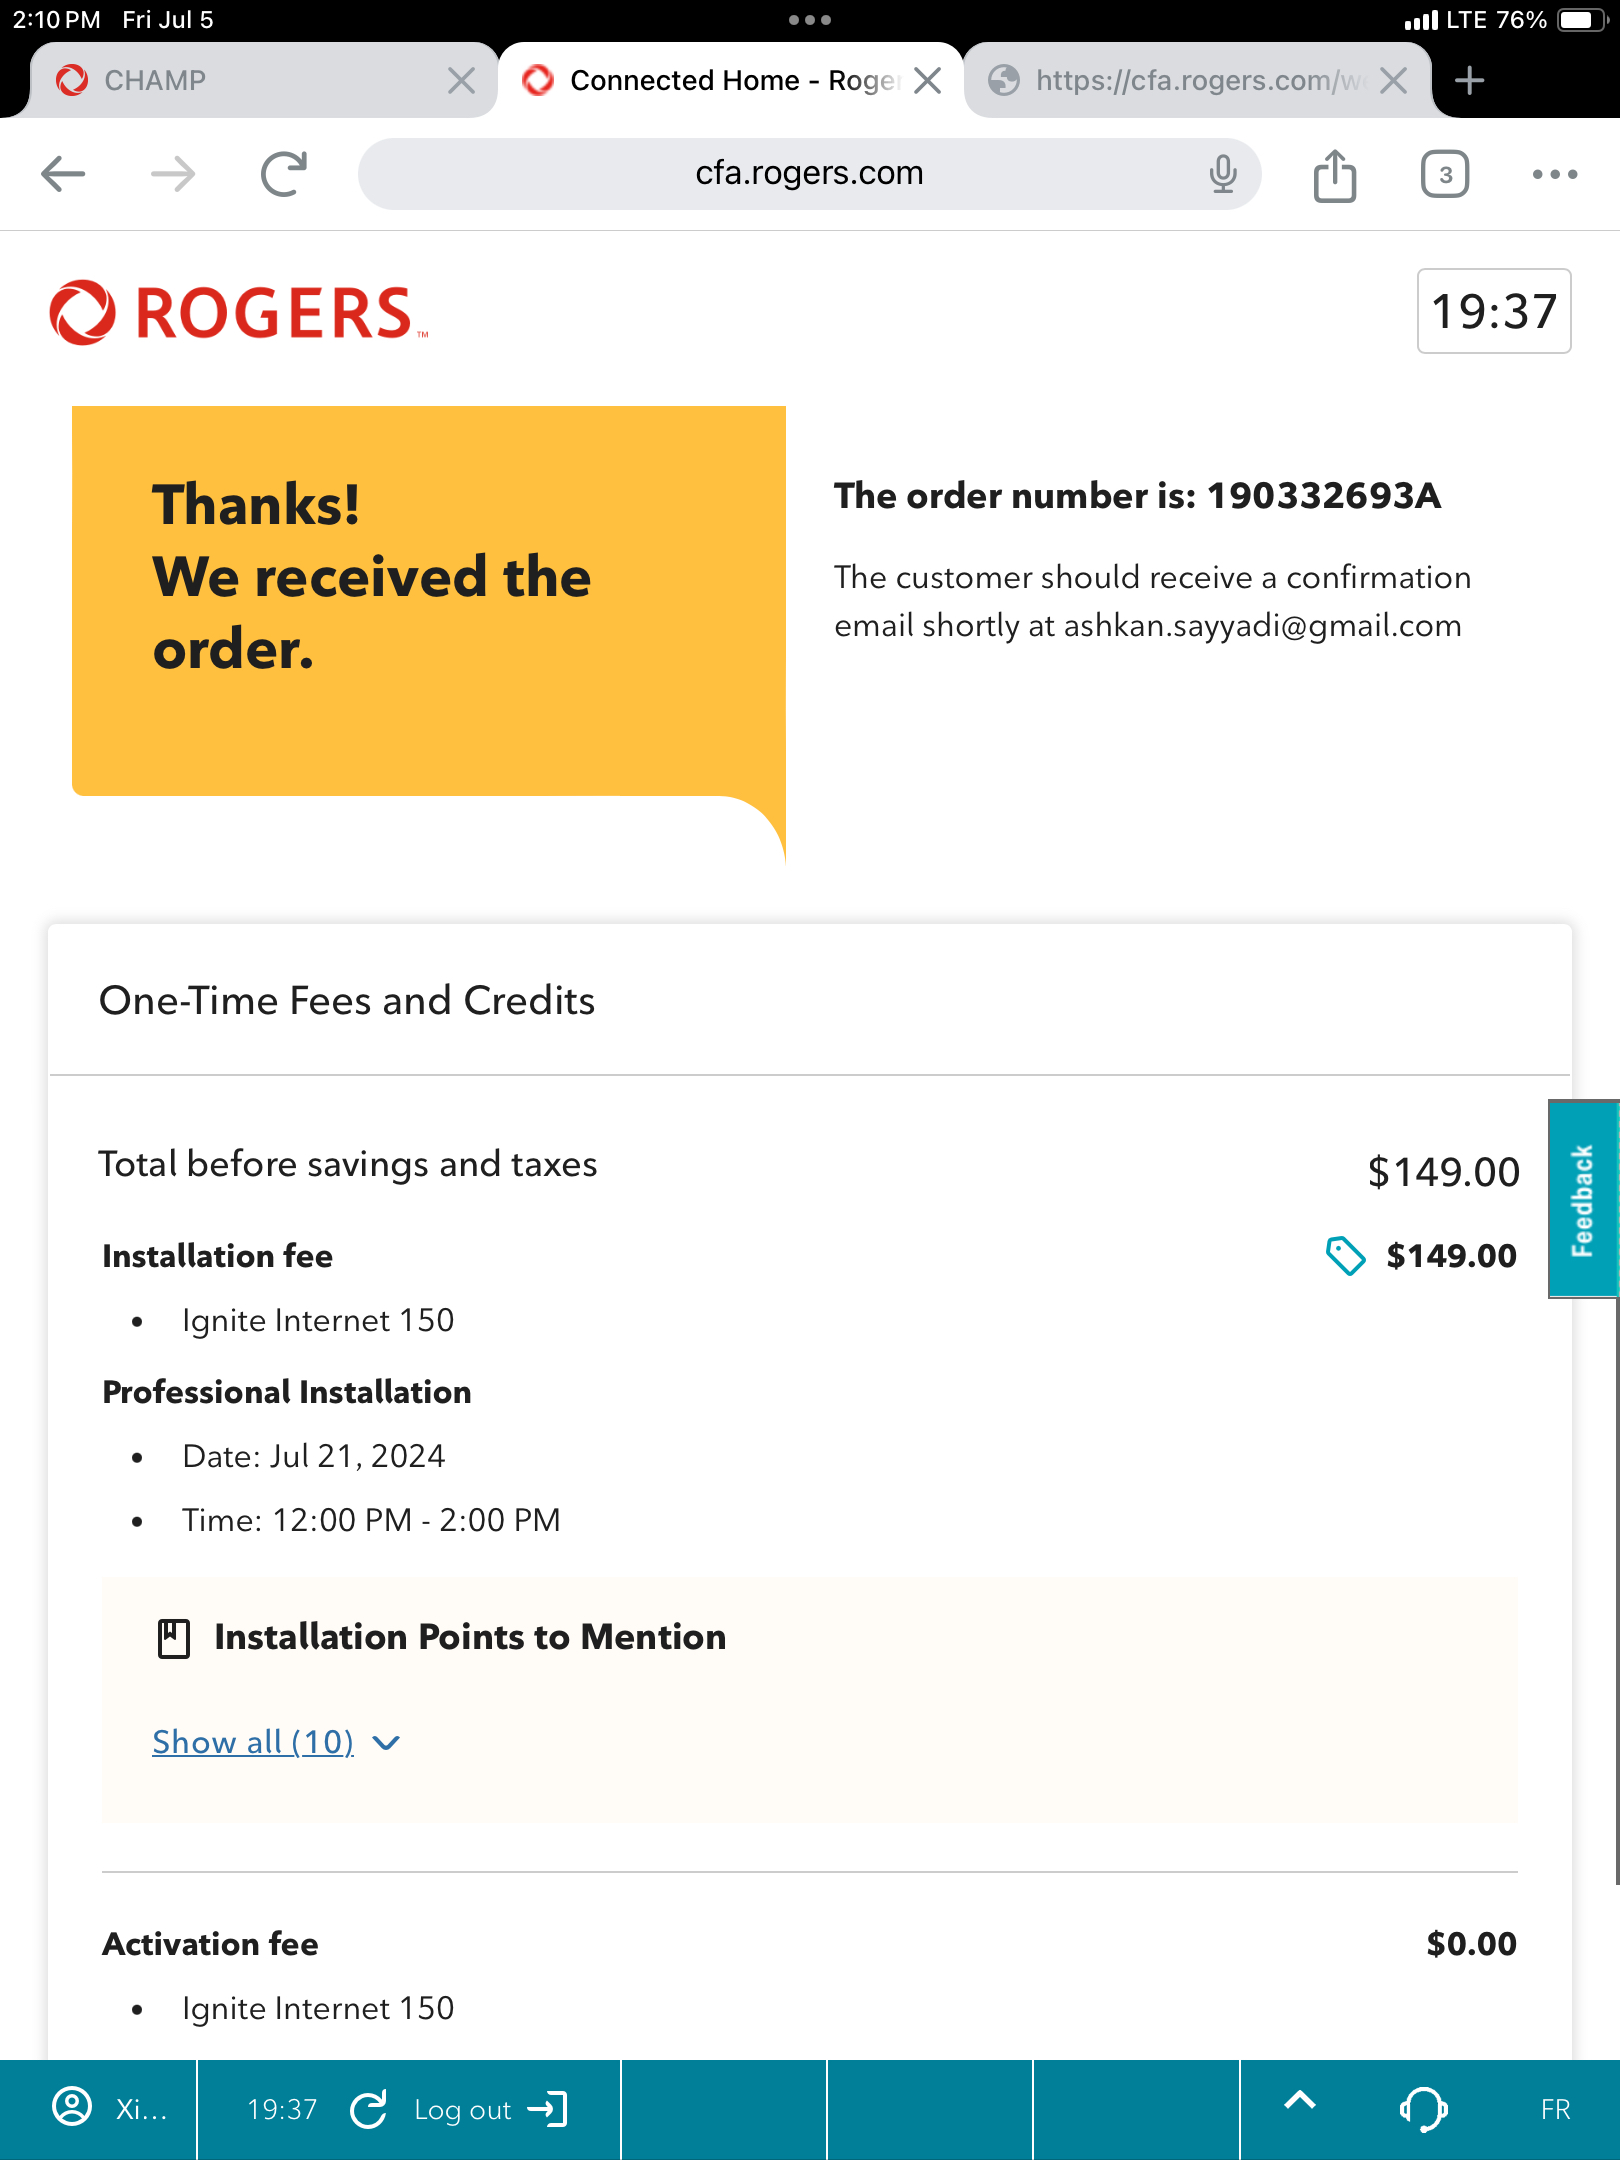 2:10 PM Fri Jul 5
LTE 76%
CHAMP
Connected Home - Roger
https://cfa.rogers.com/w
cfa.rogers.com
3
ROGERS™
19:37
Thanks!
We received the
order.
The order number is: 190332693A
The customer should receive a confirmation
email shortly at ashkan.sayyadi@gmail.com
One-Time Fees and Credits
Total before savings and taxes $149.00
Feedback
Installation fee $149.00
• Ignite Internet 150
Professional Installation
• Date: Jul 21, 2024
• Time: 12:00 PM - 2:00 PM
Installation Points to Mention
Show all (10)
Activation fee $0.00
• Ignite Internet 150
Xi... 19:37 Log out FR